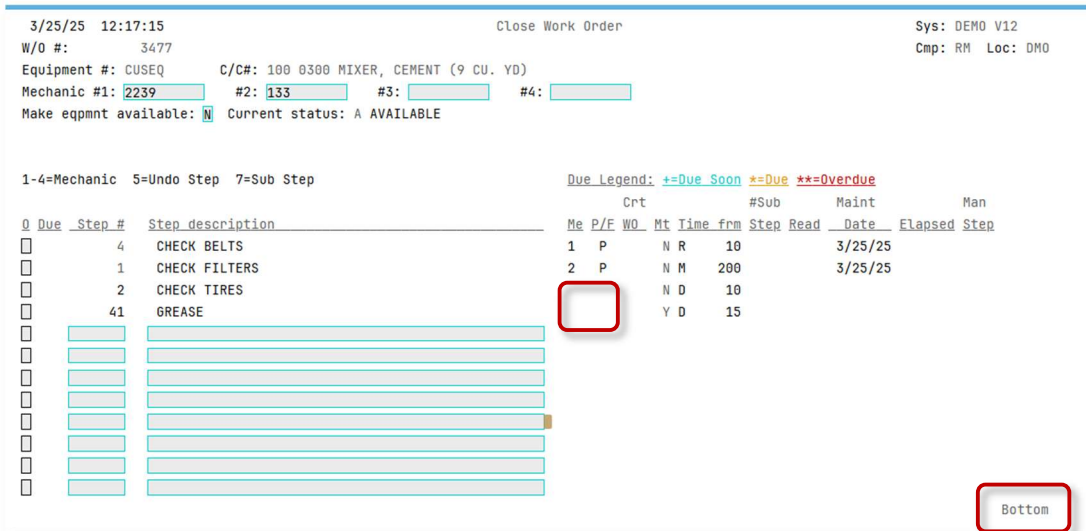 3/25/25 12:17:15 Close Work Order Sys: DEMO V12
W/O #: 3477 Cmp: RM Loc: DMO
Equipment #: CUSEQ C/C#: 100 0300 MIXER, CEMENT (9 CU. YD)
Mechanic #1: 2239 #2: 133 #3: #4:
Make eqpmnt available: N Current status: A AVAILABLE
1-4=Mechanic 5=Undo Step 7=Sub Step Due Legend: +=Due Soon *=Due **=Overdue
Crt #Sub Maint Man
O Due Step # Step description Me P/F WO Mt Time frm Step Read Date Elapsed Step
4 CHECK BELTS 1 P N R 10 3/25/25
1 CHECK FILTERS 2 P N M 200 3/25/25
2 CHECK TIRES N D 10
41 GREASE Y D 15
Bottom